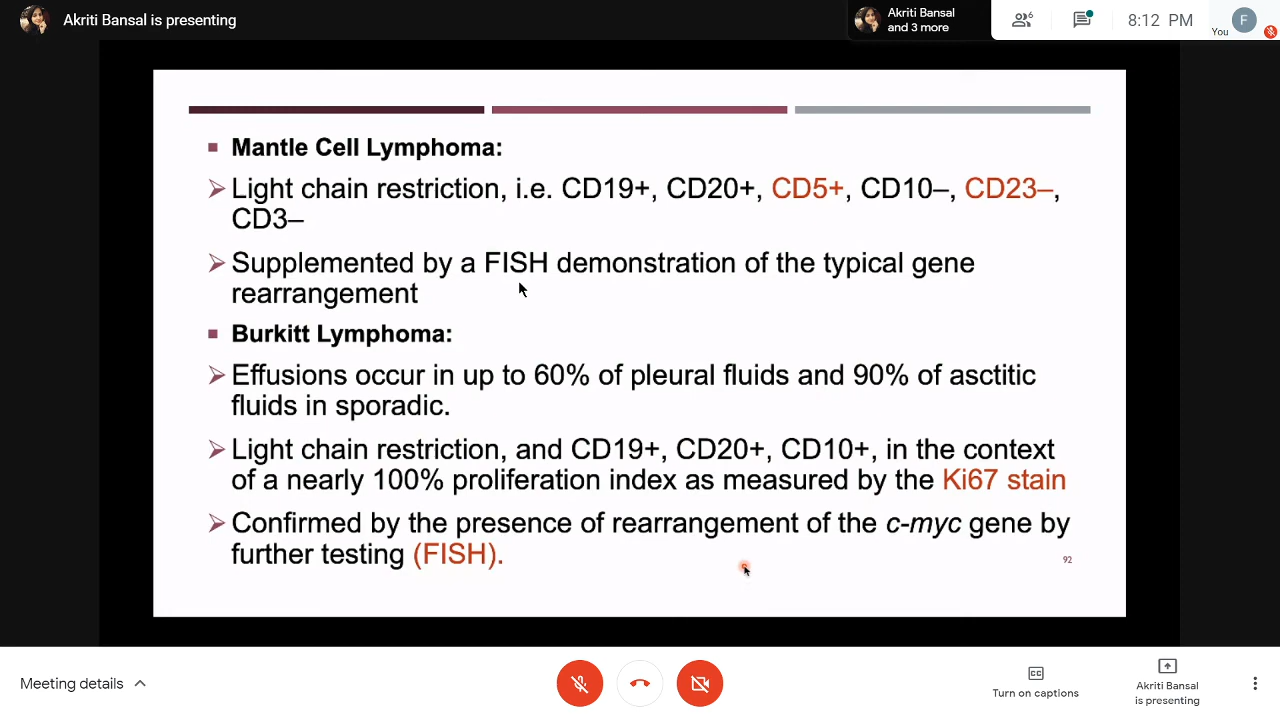 Akriti Bansal is presenting
Akriti Bansal
and 3 more
6
8:12 PM
You
F
Mantle Cell Lymphoma:
Light chain restriction, i.e. CD19+, CD20+, CD5+, CD10–, CD23–,
CD3–
Supplemented by a FISH demonstration of the typical gene
rearrangement
Burkitt Lymphoma:
Effusions occur in up to 60% of pleural fluids and 90% of asctitic
fluids in sporadic.
Light chain restriction, and CD19+, CD20+, CD10+, in the context
of a nearly 100% proliferation index as measured by the Ki67 stain
Confirmed by the presence of rearrangement of the c-myc gene by
further testing (FISH).
92
Meeting details
CC
Turn on captions
Akriti Bansal
is presenting